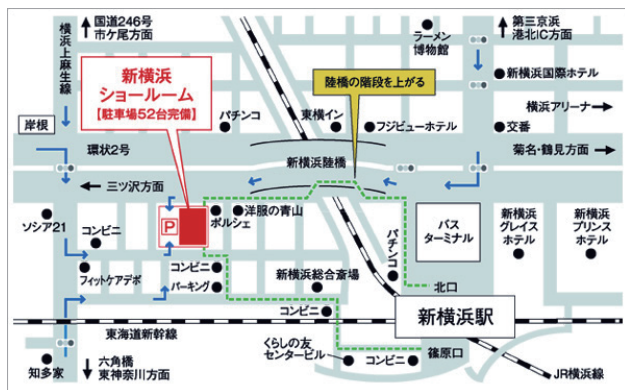 国道246号
市ケ尾方面
横浜上麻生線
新横浜
ショールーム
【駐車場52台完備】
ラーメン
博物館
第三京浜
港北IC方面
新横浜国際ホテル
陸橋の階段を上がる
横浜アリーナ
岸根
パチンコ
東横イン
フジビューホテル
交番
環状2号
新横浜陸橋
菊名・鶴見方面
三ツ沢方面
ソシア21
コンビニ
P
ポルシェ
洋服の青山
パチンコ
バス
ターミナル
新横浜
グレイス
ホテル
新横浜
プリンス
ホテル
フィットケアデポ
コンビニ
パーキング
新横浜総合斎場
北口
コンビニ
新横浜駅
東海道新幹線
くらしの友
センタービル
コンビニ
篠原口
知多家
六角橋
東神奈川方面
JR横浜線